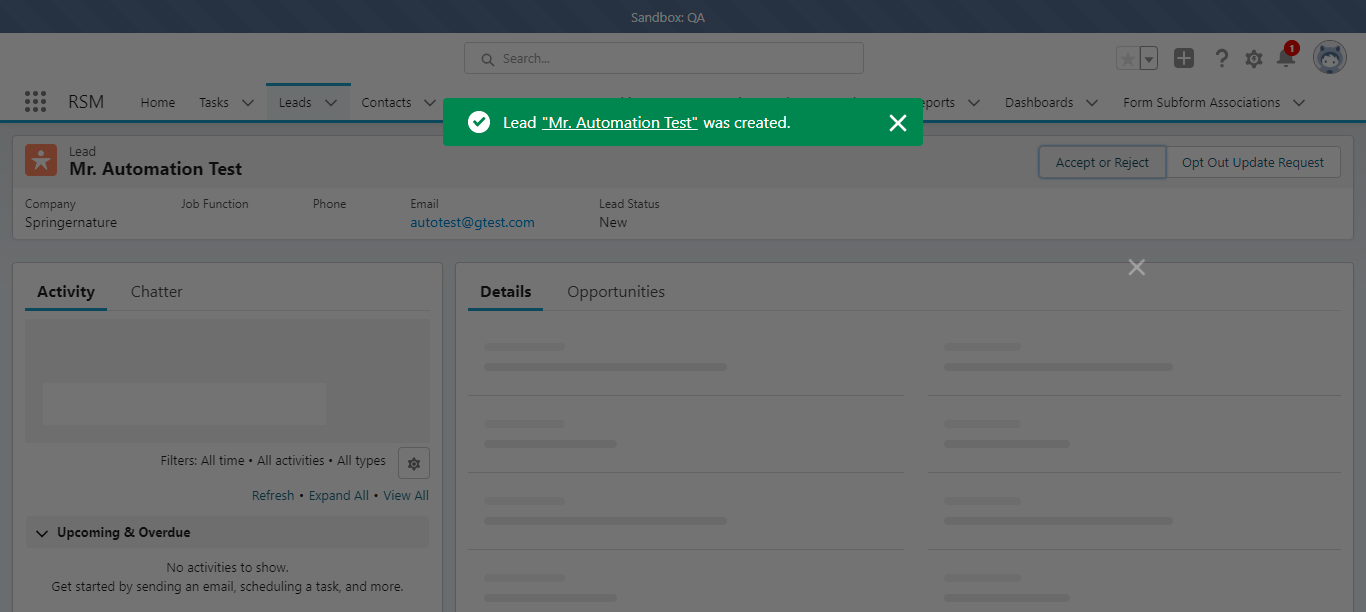 Sandbox: QA
Search...
1
RSM Home Tasks Leads Contacts Dashboards Form Subform Associations
Lead "Mr. Automation Test" was created.
Lead
Mr. Automation Test
Accept or Reject Opt Out Update Request
Company Job Function Phone Email Lead Status
Springernature autotest@gtest.com New
Activity Chatter Details Opportunities
Filters: All time • All activities • All types
Refresh • Expand All • View All
Upcoming & Overdue
No activities to show.
Get started by sending an email, scheduling a task, and more.